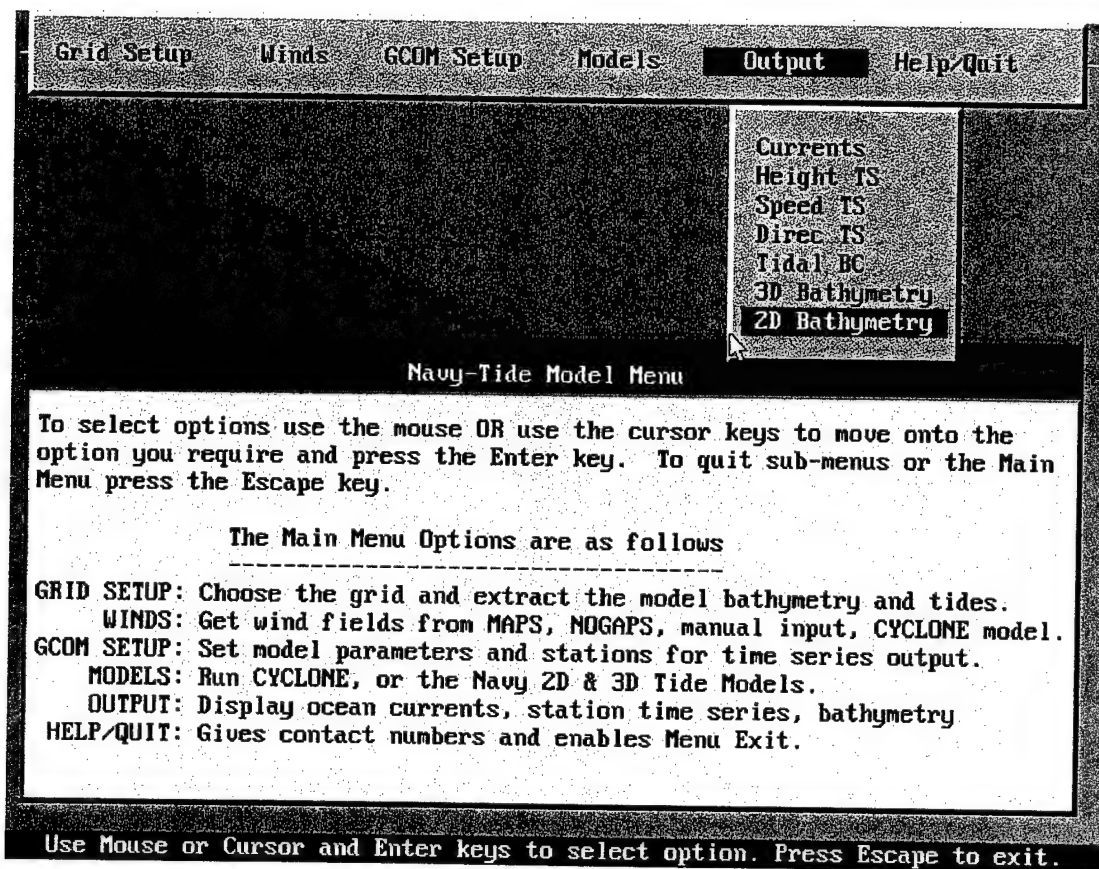 Grid Setup Winds GCOM Setup Models Output Help/Quit
Currents
Height TS
Speed TS
Direc TS
Tidal BC
3D Bathymetry
2D Bathymetry
Navy-Tide Model Menu
To select options use the mouse OR use the cursor keys to move onto the
option you require and press the Enter key. To quit sub-menus or the Main
Menu press the Escape key.
The Main Menu Options are as follows
------------------------------------
GRID SETUP: Choose the grid and extract the model bathymetry and tides.
WINDS: Get wind fields from MAPS, NOGAPS, manual input, CYCLONE model.
GCOM SETUP: Set model parameters and stations for time series output.
MODELS: Run CYCLONE, or the Navy 2D & 3D Tide Models.
OUTPUT: Display ocean currents, station time series, bathymetry
HELP/QUIT: Gives contact numbers and enables Menu Exit.
Use Mouse or Cursor and Enter keys to select option. Press Escape to exit.